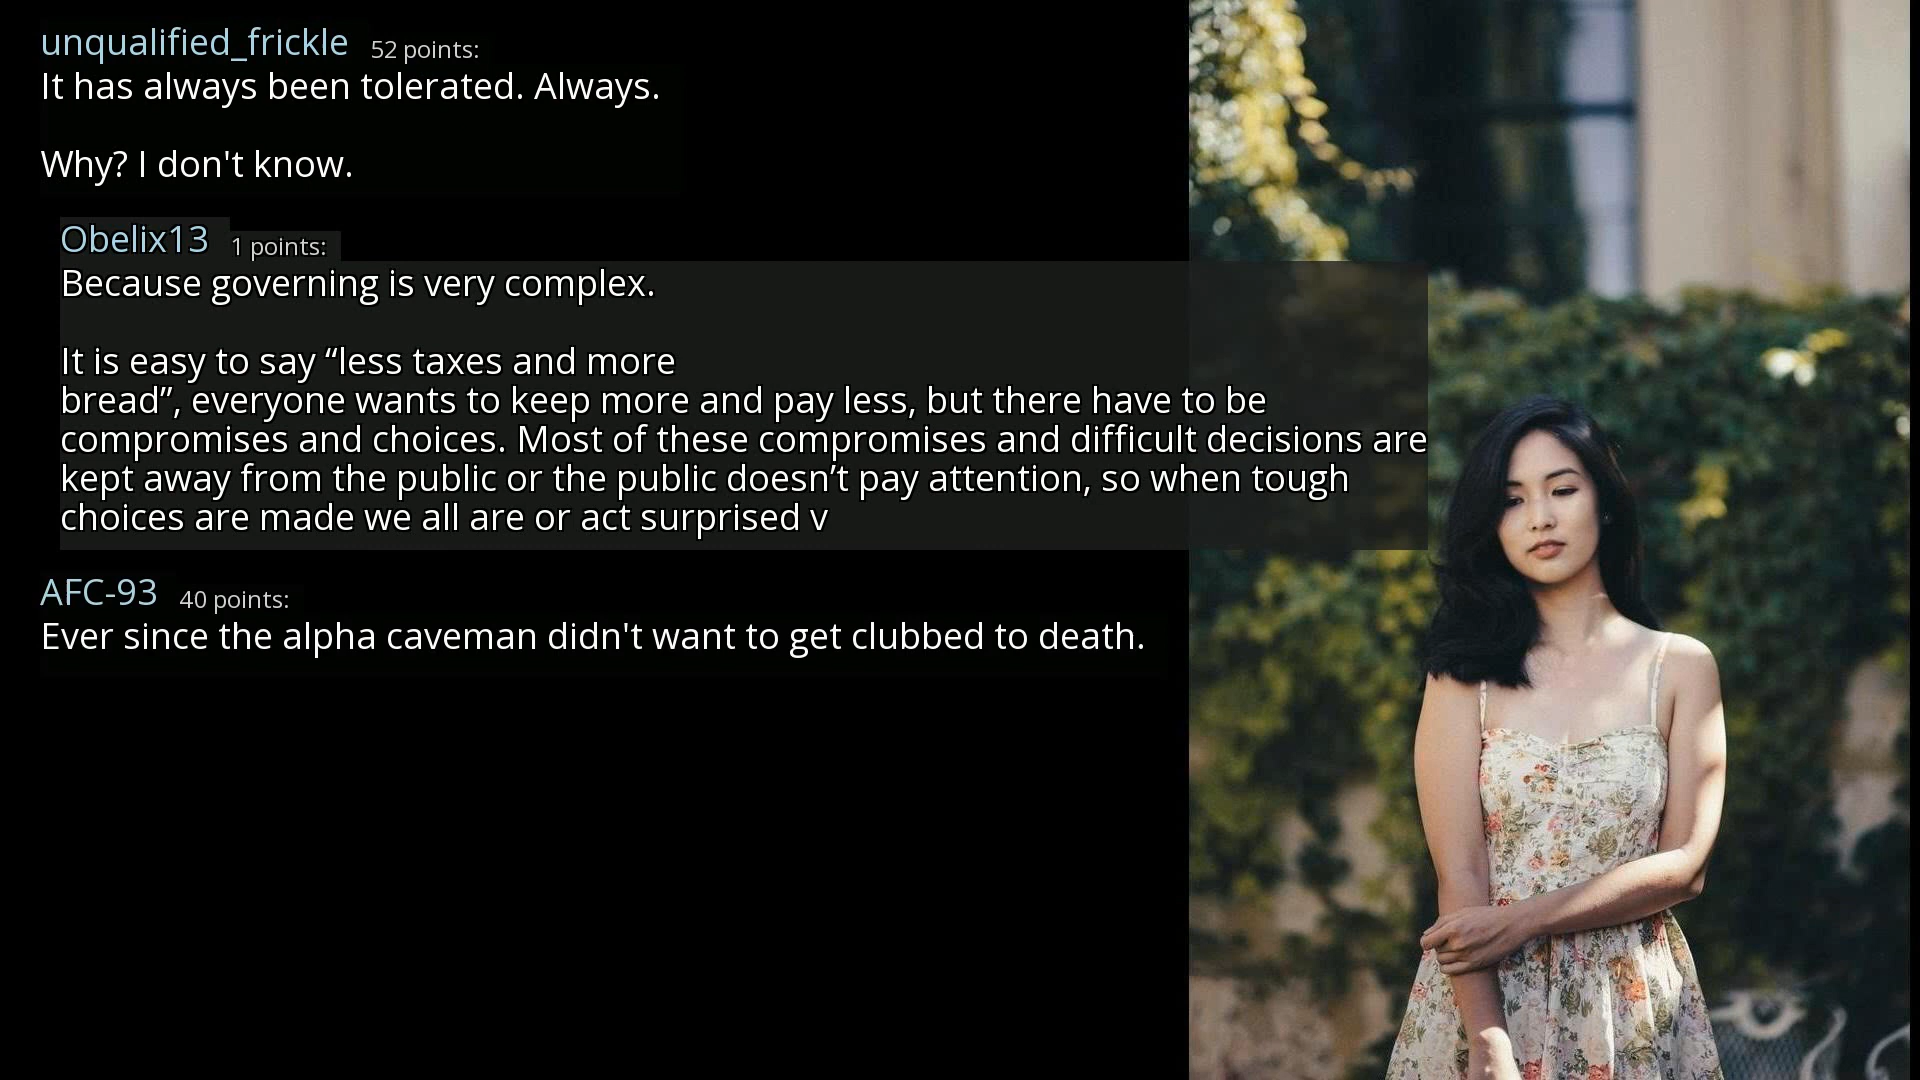 unqualified_frickle 52 points:
It has always been tolerated. Always.
Why? I don't know.
Obelix13 1 points:
Because governing is very complex.
It is easy to say “less taxes and more
bread”, everyone wants to keep more and pay less, but there have to be
compromises and choices. Most of these compromises and difficult decisions are
kept away from the public or the public doesn’t pay attention, so when tough
choices are made we all are or act surprised v
AFC-93 40 points:
Ever since the alpha caveman didn't want to get clubbed to death.